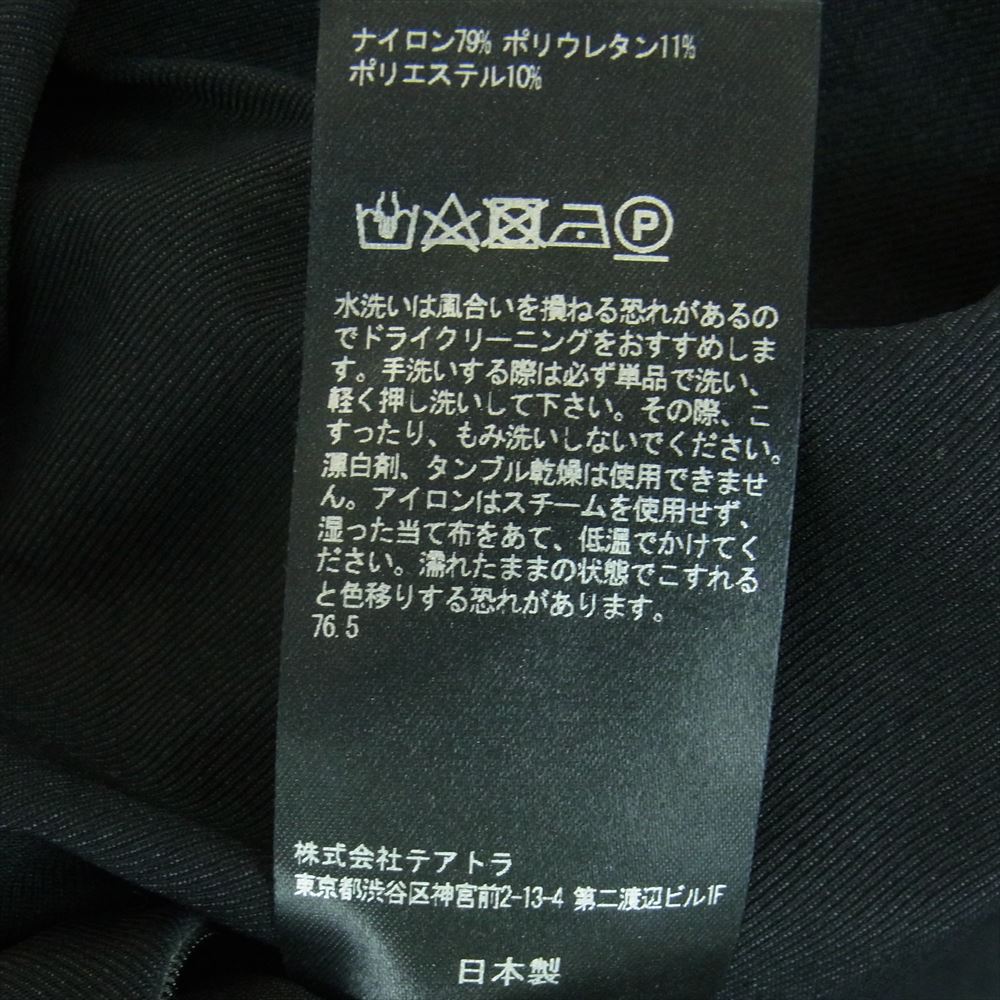 ナイロン79% ポリウレタン11%
ポリエステル10%
P
水洗いは風合いを損ねる恐れがあるの
でドライクリーニングをおすすめしま
す。手洗いする際は必ず単品で洗い、
軽く押し洗いして下さい。その際、こ
すったり、もみ洗いしないでください。
漂白剤、タンブル乾燥は使用できませ
ん。アイロンはスチームを使用せず、
湿った当て布をあて、低温でかけてく
ださい。濡れたままの状態でこすれる
と色移りする恐れがあります。
76.5
株式会社テアトラ
東京都渋谷区神宮前2-13-4 第二渡辺ビル1F
日本製